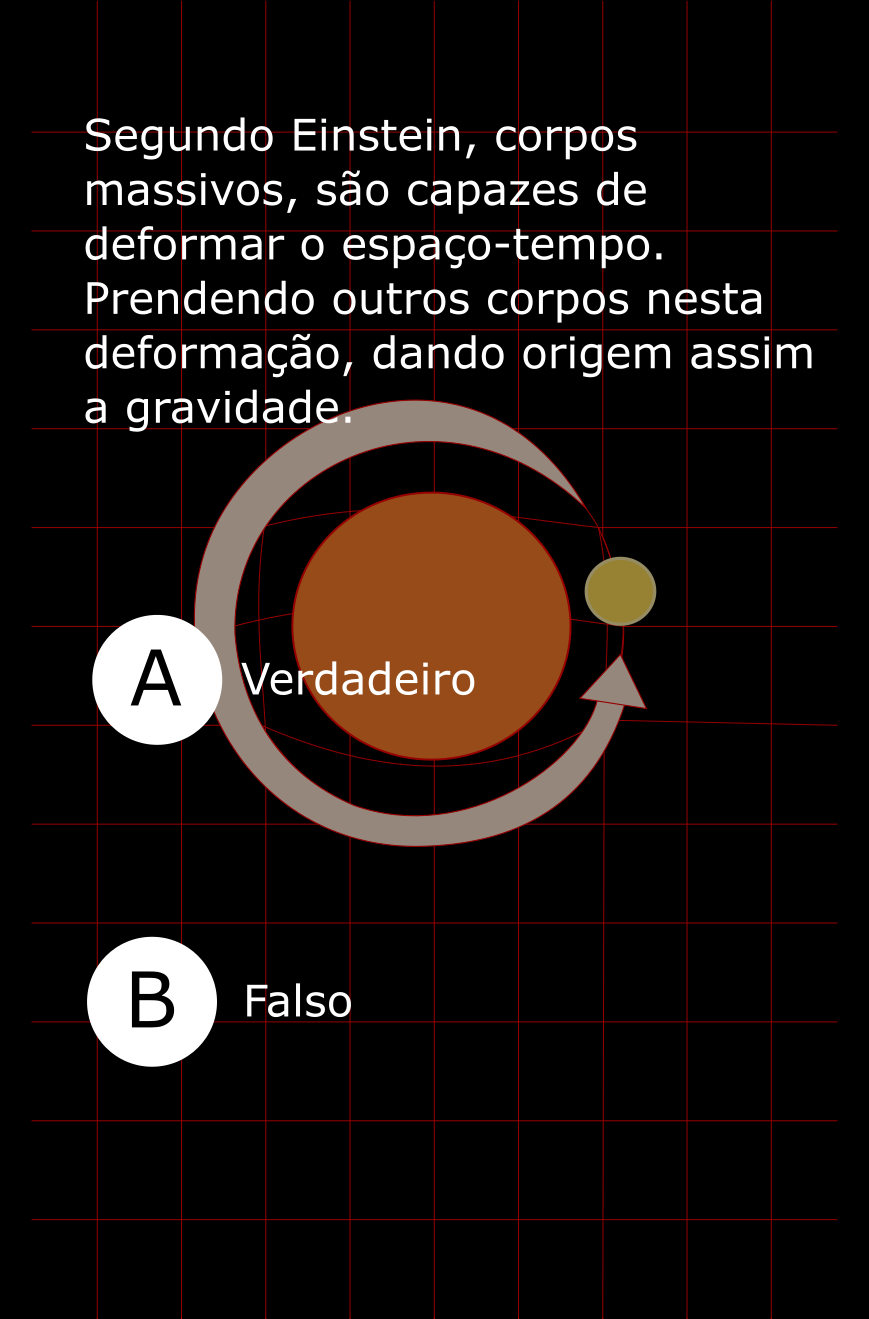 Segundo Einstein, corpos
massivos, são capazes de
deformar o espaço-tempo.
Prendendo outros corpos nesta
deformação, dando origem assim
a gravidade.
A Verdadeiro
B Falso